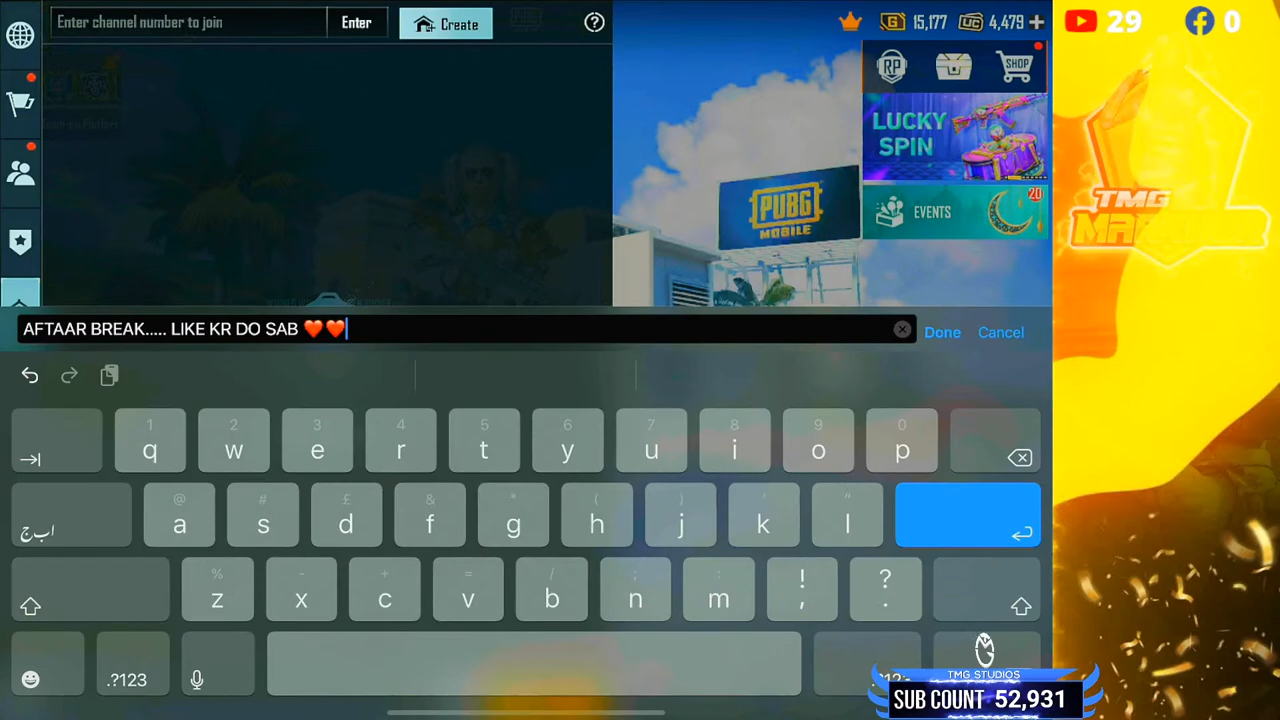 Enter channel number to join
Enter
Create
?
G 15,177
UC 4,479 +
29
0
RP
SHOP
LUCKY
SPIN
PUBG
MOBILE
EVENTS
20
TMG
AFTAAR BREAK..... LIKE KR DO SAB ❤️❤️
Done
Cancel
1 2 3 4 5 6 7 8 9 0
q w e r t y u i o p
@ # £ & * ( ) ' "
ا ب ج
a s d f g h j k l
% - + = / ; :
z x c v b n m ! , ? .
.?123
TMG STUDIOS
SUB COUNT 52,931